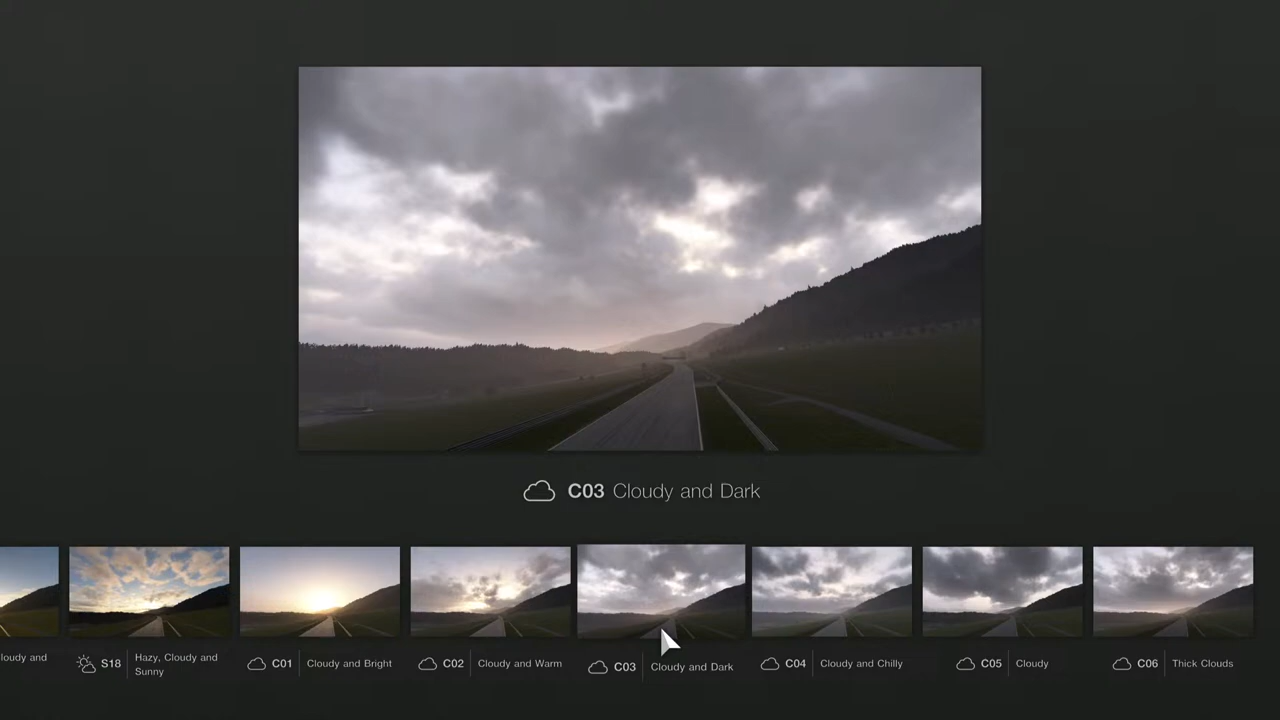 C03 Cloudy and Dark
loudy and
S18 Hazy, Cloudy and
Sunny
C01 Cloudy and Bright
C02 Cloudy and Warm
C03 Cloudy and Dark
C04 Cloudy and Chilly
C05 Cloudy
C06 Thick Clouds